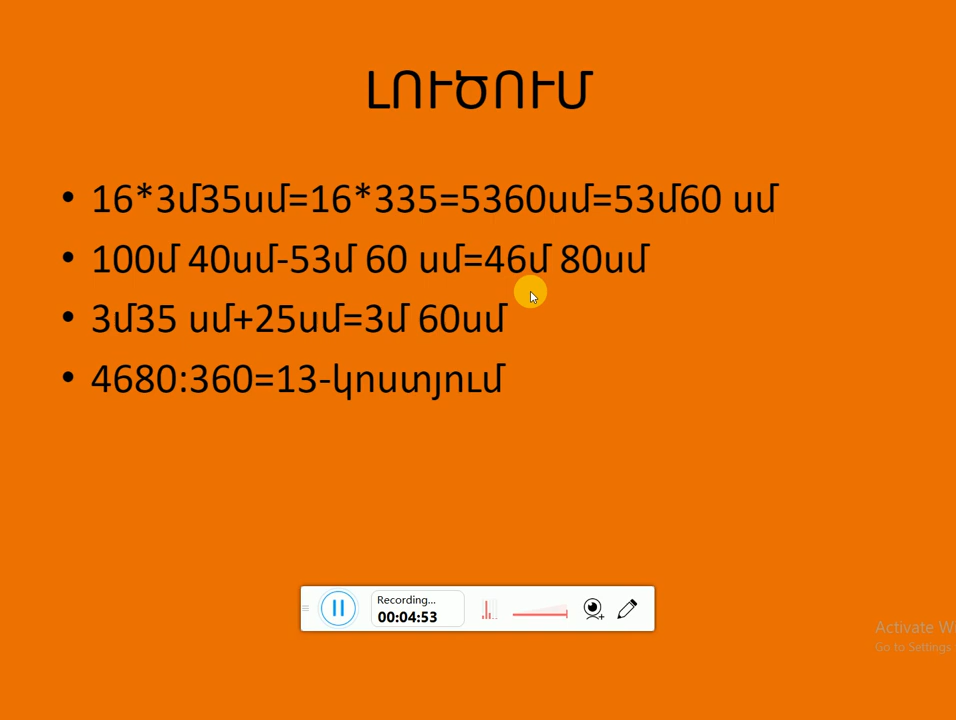 ԼՈՒԾՈՒՄ
• 16*3մ35սմ=16*335=5360սմ=53մ60 սմ
• 100մ 40սմ-53մ 60 սմ=46մ 80սմ
• 3մ35 սմ+25սմ=3մ 60սմ
• 4680:360=13-կոստյում
Recording...
00:04:53
Activate Wi
Go to Settings